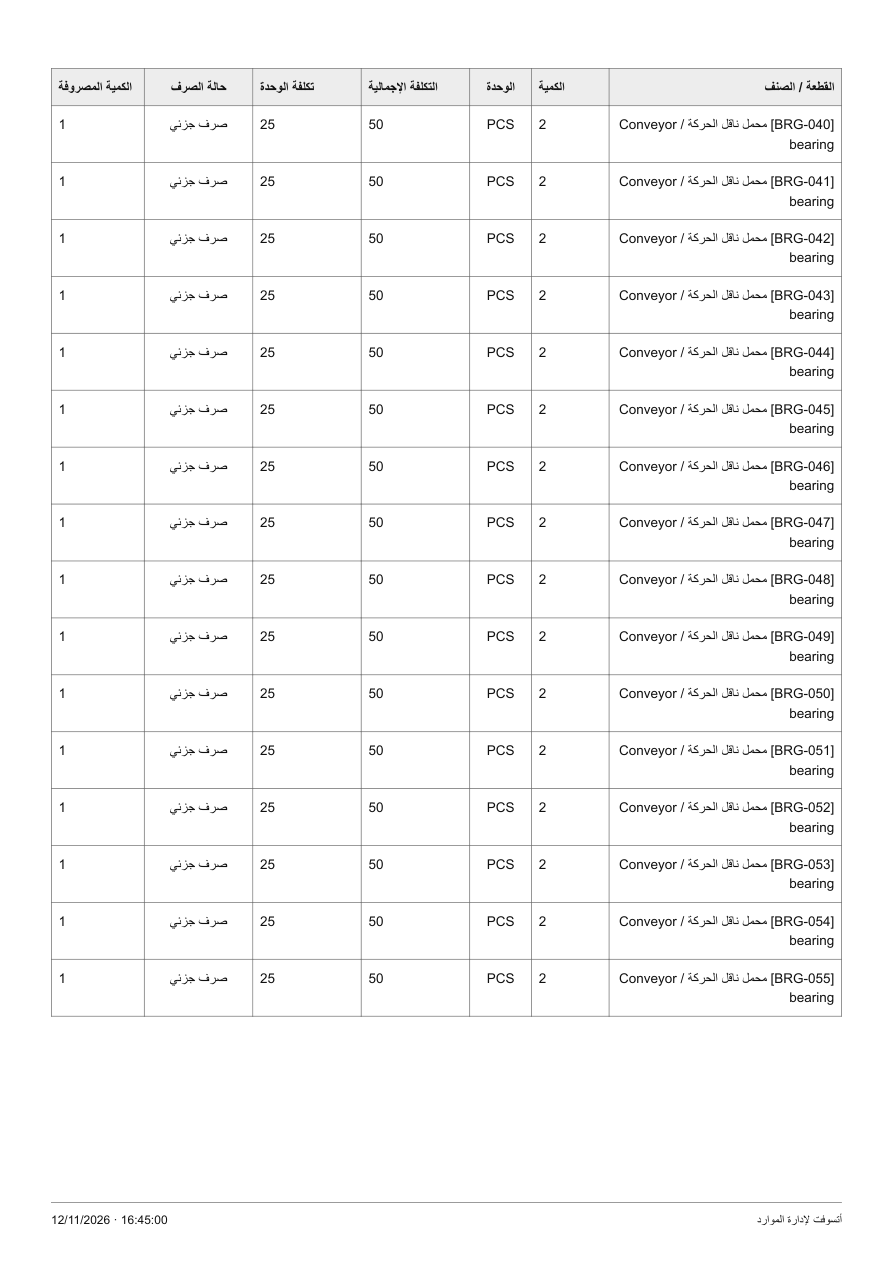 القطعة / الصنف الكمية الوحدة التكلفة الإجمالية تكلفة الوحدة حالة الصرف الكمية المصروفة
[BRG-040] محمل ناقل الحركة / Conveyor 2 PCS 50 25 صرف جزئي 1
bearing
[BRG-041] محمل ناقل الحركة / Conveyor 2 PCS 50 25 صرف جزئي 1
bearing
[BRG-042] محمل ناقل الحركة / Conveyor 2 PCS 50 25 صرف جزئي 1
bearing
[BRG-043] محمل ناقل الحركة / Conveyor 2 PCS 50 25 صرف جزئي 1
bearing
[BRG-044] محمل ناقل الحركة / Conveyor 2 PCS 50 25 صرف جزئي 1
bearing
[BRG-045] محمل ناقل الحركة / Conveyor 2 PCS 50 25 صرف جزئي 1
bearing
[BRG-046] محمل ناقل الحركة / Conveyor 2 PCS 50 25 صرف جزئي 1
bearing
[BRG-047] محمل ناقل الحركة / Conveyor 2 PCS 50 25 صرف جزئي 1
bearing
[BRG-048] محمل ناقل الحركة / Conveyor 2 PCS 50 25 صرف جزئي 1
bearing
[BRG-049] محمل ناقل الحركة / Conveyor 2 PCS 50 25 صرف جزئي 1
bearing
[BRG-050] محمل ناقل الحركة / Conveyor 2 PCS 50 25 صرف جزئي 1
bearing
[BRG-051] محمل ناقل الحركة / Conveyor 2 PCS 50 25 صرف جزئي 1
bearing
[BRG-052] محمل ناقل الحركة / Conveyor 2 PCS 50 25 صرف جزئي 1
bearing
[BRG-053] محمل ناقل الحركة / Conveyor 2 PCS 50 25 صرف جزئي 1
bearing
[BRG-054] محمل ناقل الحركة / Conveyor 2 PCS 50 25 صرف جزئي 1
bearing
[BRG-055] محمل ناقل الحركة / Conveyor 2 PCS 50 25 صرف جزئي 1
bearing
أتسوفت لإدارة الموارد 12/11/2026 · 16:45:00